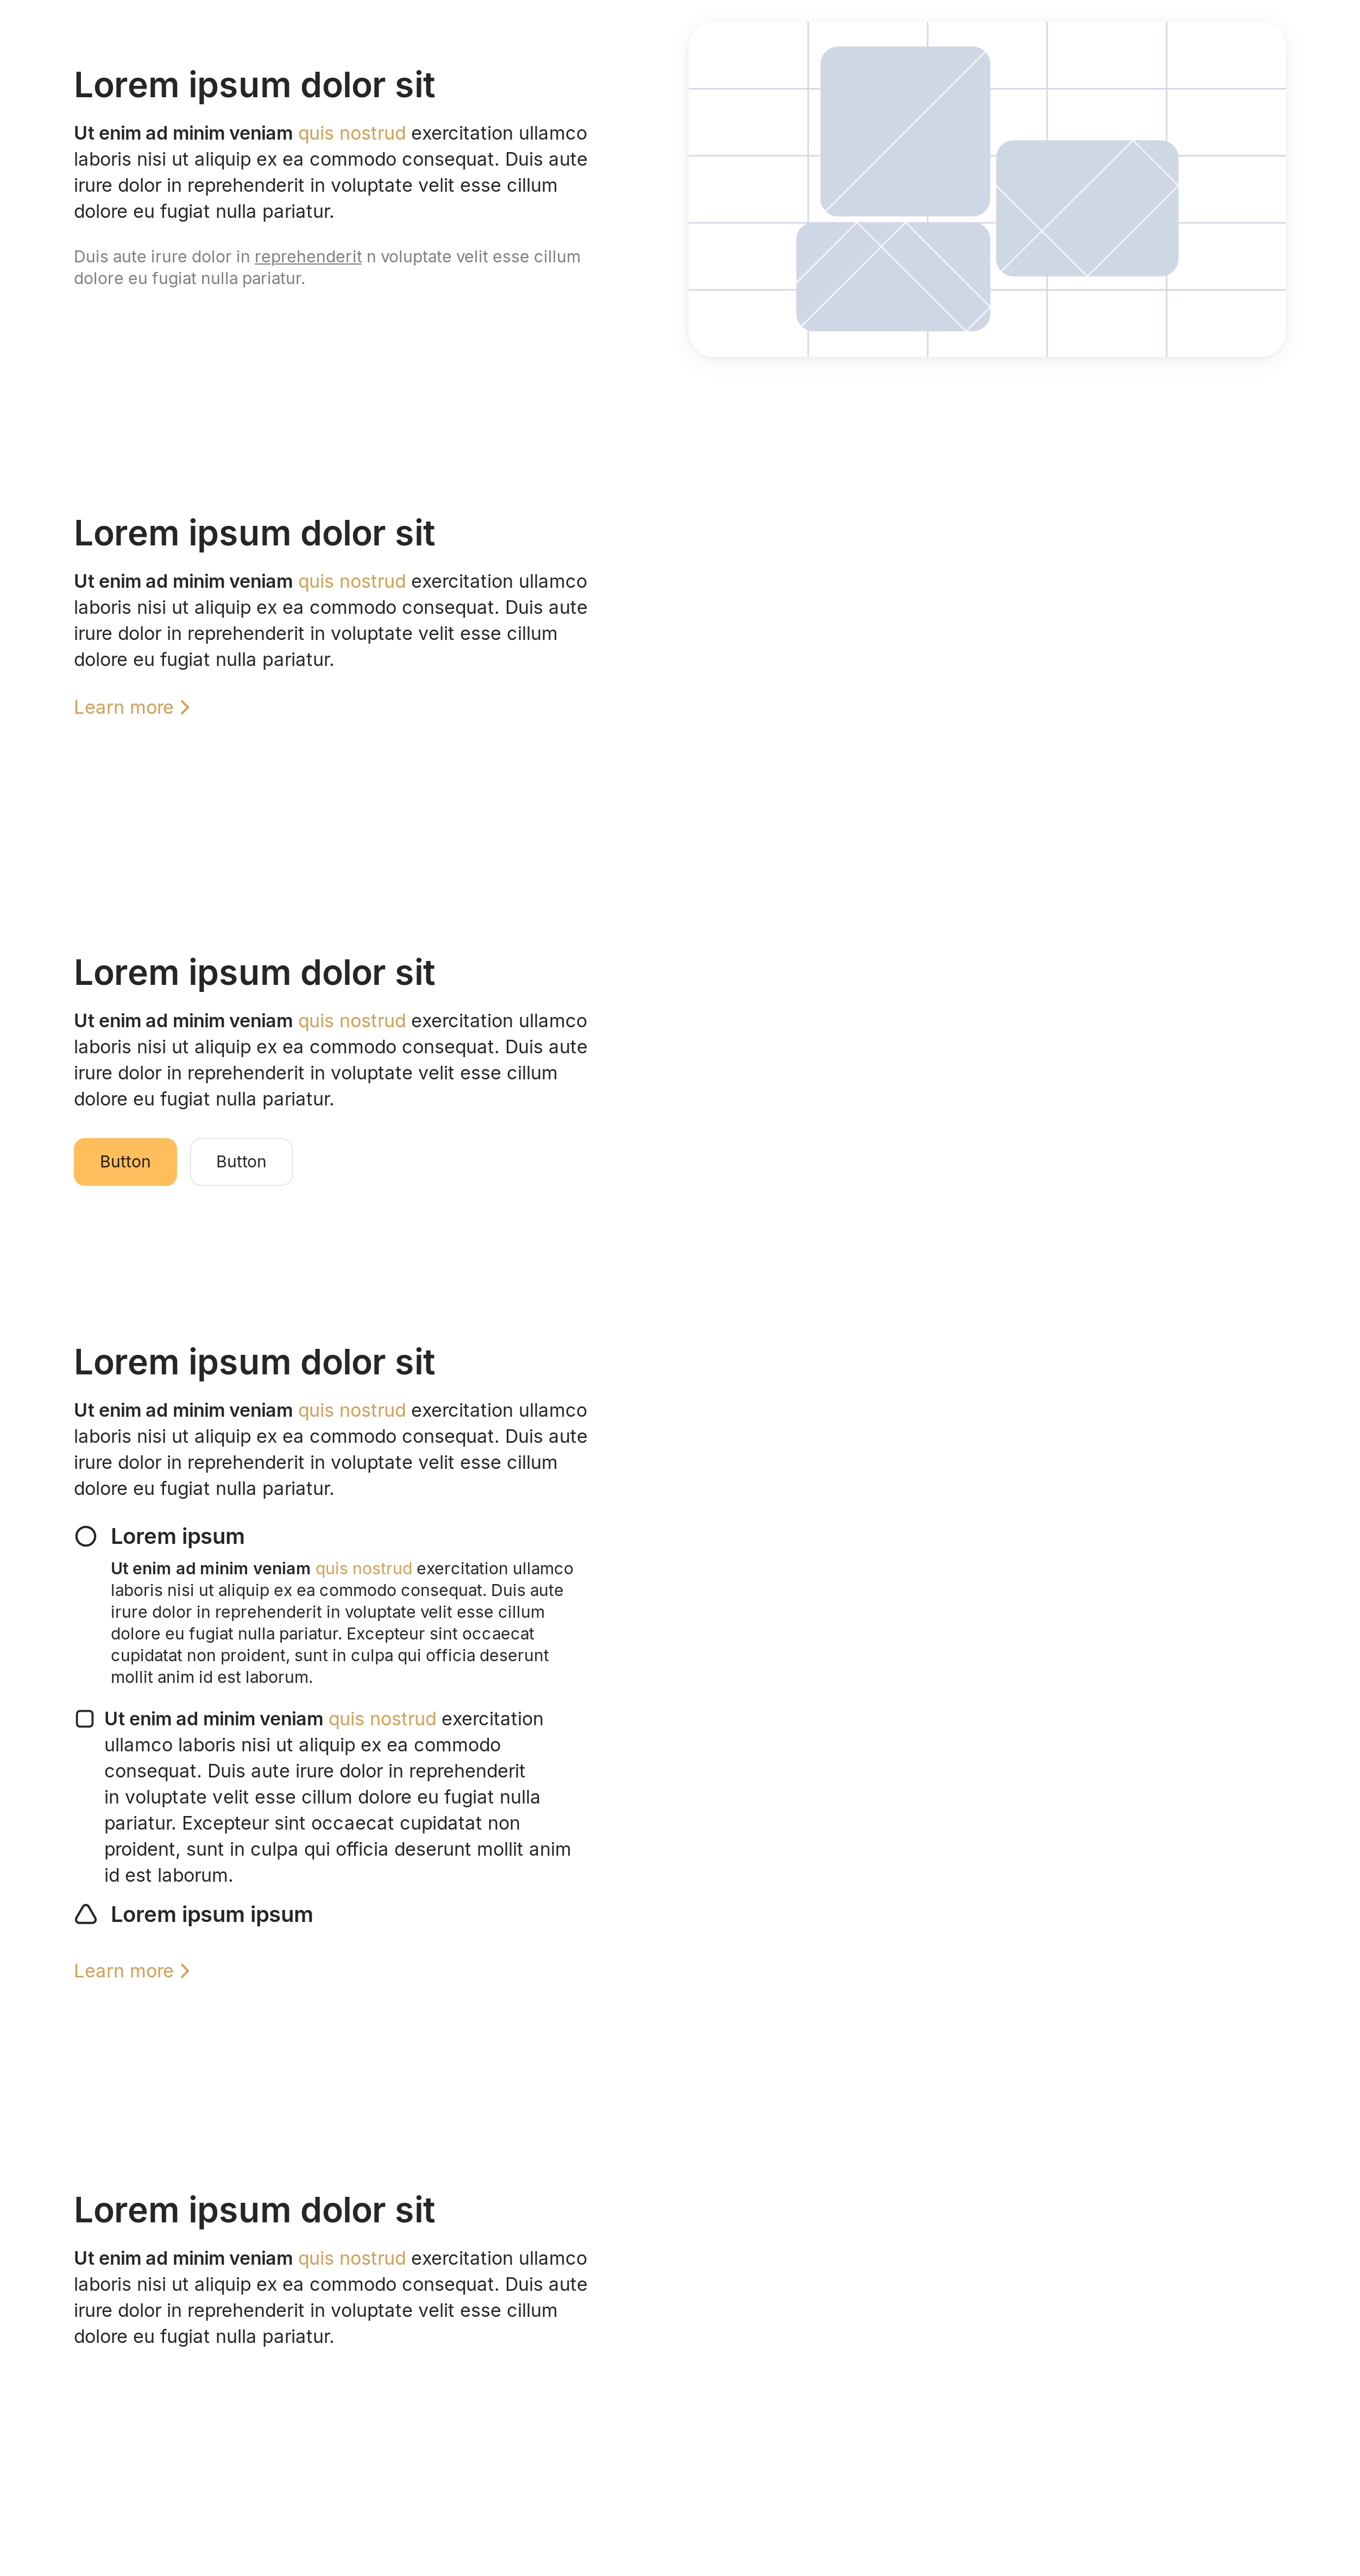 Lorem ipsum dolor sit
Ut enim ad minim veniam quis nostrud exercitation ullamco
laboris nisi ut aliquip ex ea commodo consequat. Duis aute
irure dolor in reprehenderit in voluptate velit esse cillum
dolore eu fugiat nulla pariatur.
Duis aute irure dolor in reprehenderit n voluptate velit esse cillum
dolore eu fugiat nulla pariatur.
Lorem ipsum dolor sit
Ut enim ad minim veniam quis nostrud exercitation ullamco
laboris nisi ut aliquip ex ea commodo consequat. Duis aute
irure dolor in reprehenderit in voluptate velit esse cillum
dolore eu fugiat nulla pariatur.
Learn more
Lorem ipsum dolor sit
Ut enim ad minim veniam quis nostrud exercitation ullamco
laboris nisi ut aliquip ex ea commodo consequat. Duis aute
irure dolor in reprehenderit in voluptate velit esse cillum
dolore eu fugiat nulla pariatur.
Button Button
Lorem ipsum dolor sit
Ut enim ad minim veniam quis nostrud exercitation ullamco
laboris nisi ut aliquip ex ea commodo consequat. Duis aute
irure dolor in reprehenderit in voluptate velit esse cillum
dolore eu fugiat nulla pariatur.
Lorem ipsum
Ut enim ad minim veniam quis nostrud exercitation ullamco
laboris nisi ut aliquip ex ea commodo consequat. Duis aute
irure dolor in reprehenderit in voluptate velit esse cillum
dolore eu fugiat nulla pariatur. Excepteur sint occaecat
cupidatat non proident, sunt in culpa qui officia deserunt
mollit anim id est laborum.
Ut enim ad minim veniam quis nostrud exercitation
ullamco laboris nisi ut aliquip ex ea commodo
consequat. Duis aute irure dolor in reprehenderit
in voluptate velit esse cillum dolore eu fugiat nulla
pariatur. Excepteur sint occaecat cupidatat non
proident, sunt in culpa qui officia deserunt mollit anim
id est laborum.
Lorem ipsum ipsum
Learn more
Lorem ipsum dolor sit
Ut enim ad minim veniam quis nostrud exercitation ullamco
laboris nisi ut aliquip ex ea commodo consequat. Duis aute
irure dolor in reprehenderit in voluptate velit esse cillum
dolore eu fugiat nulla pariatur.